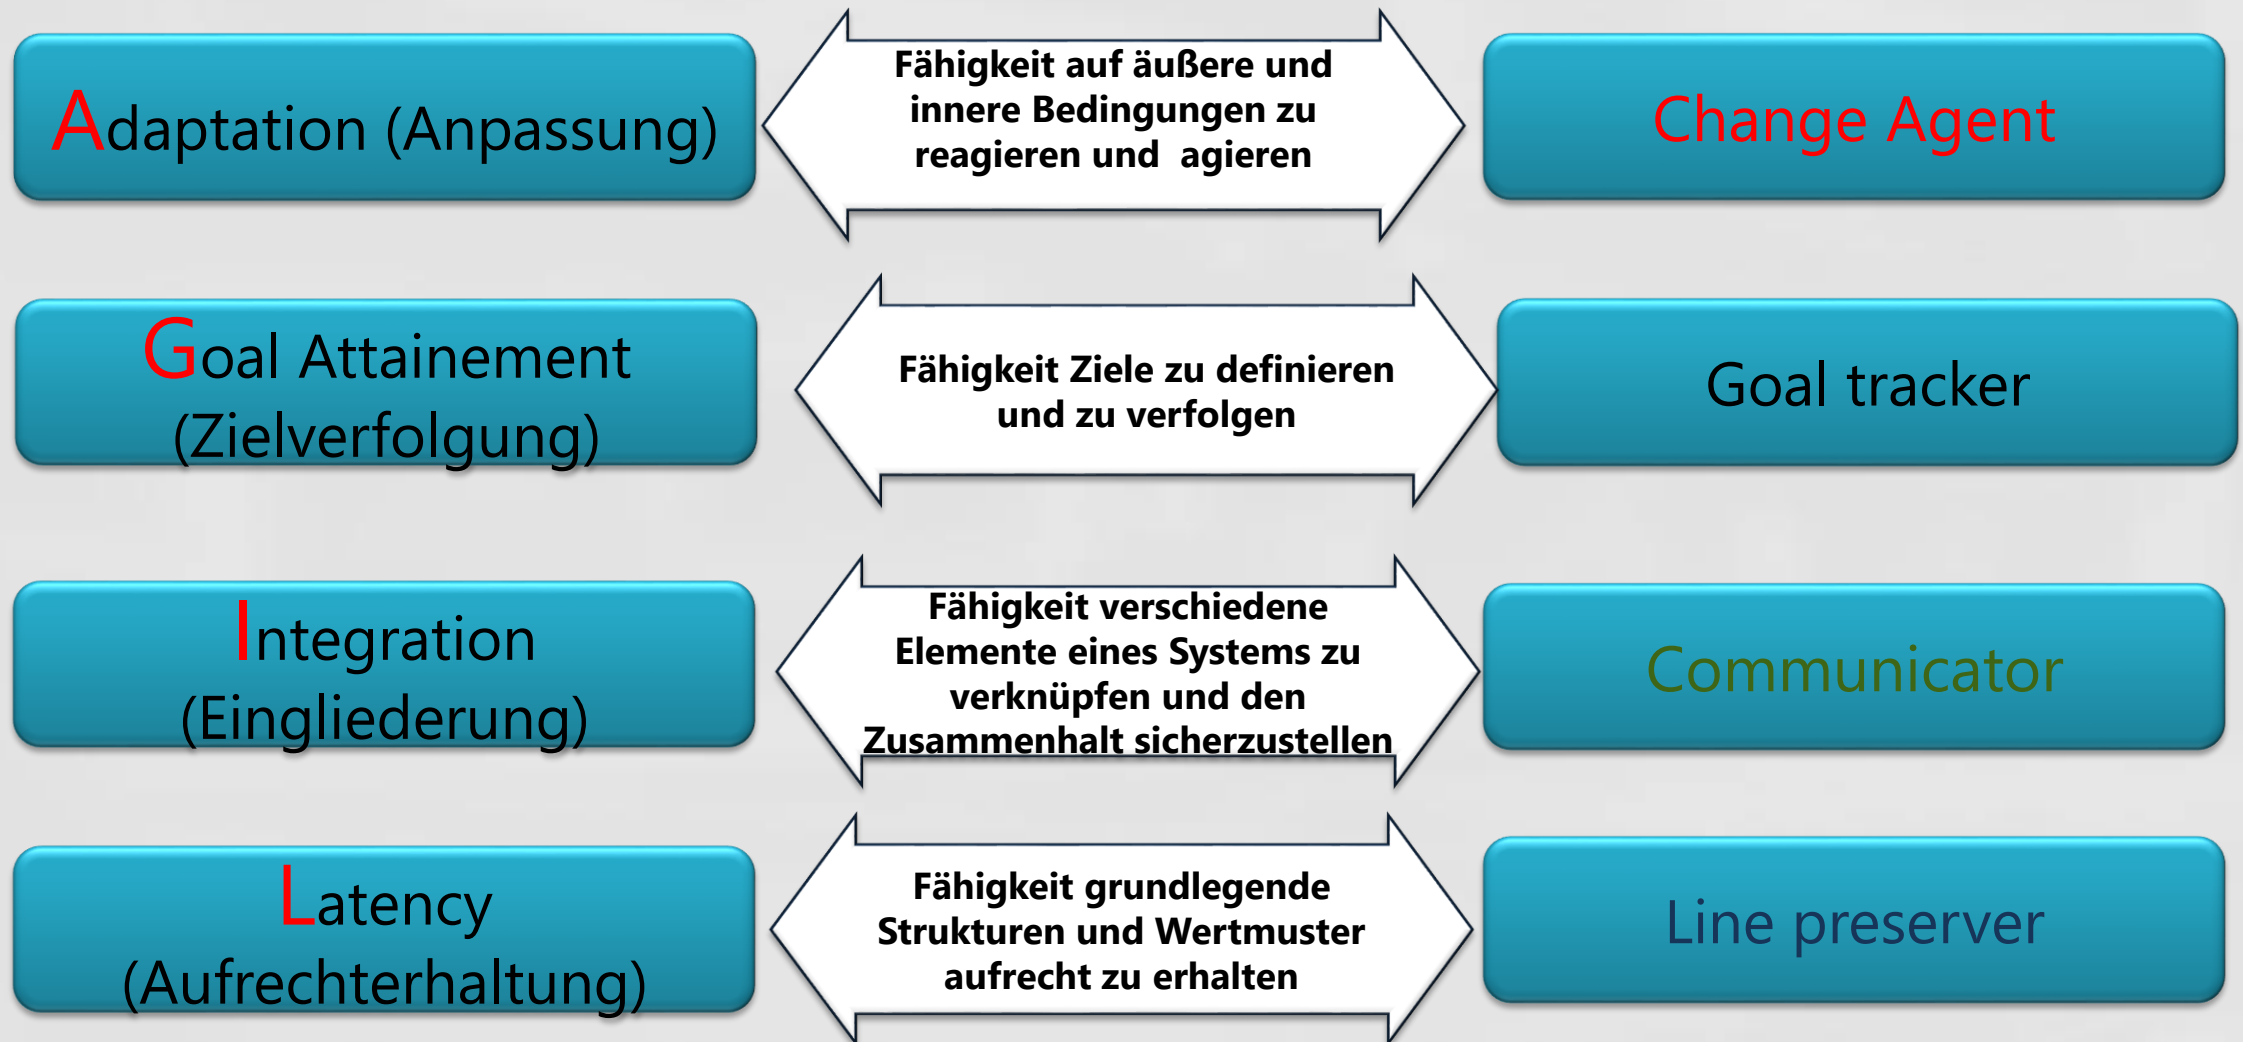 Adaptation (Anpassung)
Fähigkeit auf äußere und
innere Bedingungen zu
reagieren und  agieren
Change Agent
Goal Attainement
(Zielverfolgung)
Fähigkeit Ziele zu definieren
und zu verfolgen
Goal tracker
Integration
(Eingliederung)
Fähigkeit verschiedene
Elemente eines Systems zu
verknüpfen und den
Zusammenhalt sicherzustellen
Communicator
Latency
(Aufrechterhaltung)
Fähigkeit grundlegende
Strukturen und Wertmuster
aufrecht zu erhalten
Line preserver